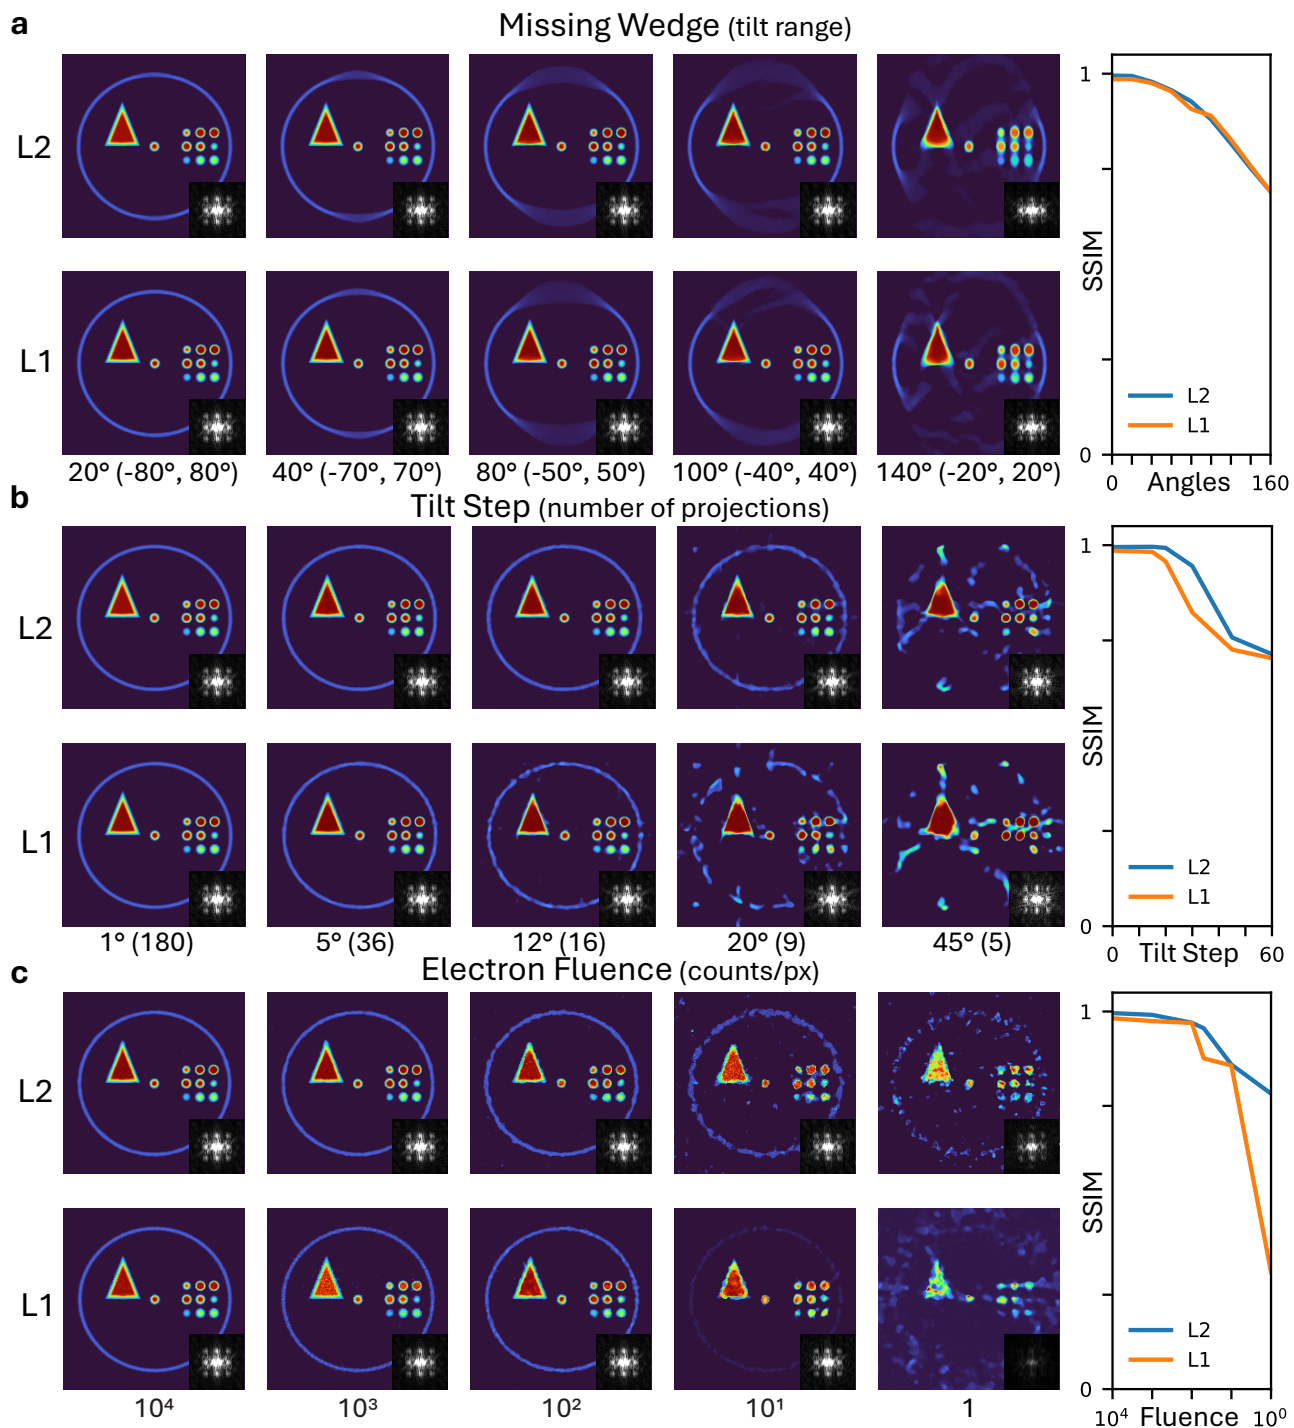 a
Missing Wedge (tilt range)
L2
L1
20° (-80°, 80°)
40° (-70°, 70°)
80° (-50°, 50°)
100° (-40°, 40°)
140° (-20°, 20°)
1
SSIM
L2
L1
0
0
Angles
160
b
Tilt Step (number of projections)
L2
L1
1° (180)
5° (36)
12° (16)
20° (9)
45° (5)
1
SSIM
L2
L1
0
0
Tilt Step
60
c
Electron Fluence (counts/px)
L2
L1
10⁴
10³
10²
10¹
1
1
SSIM
L2
L1
0
10⁴
Fluence
10⁰